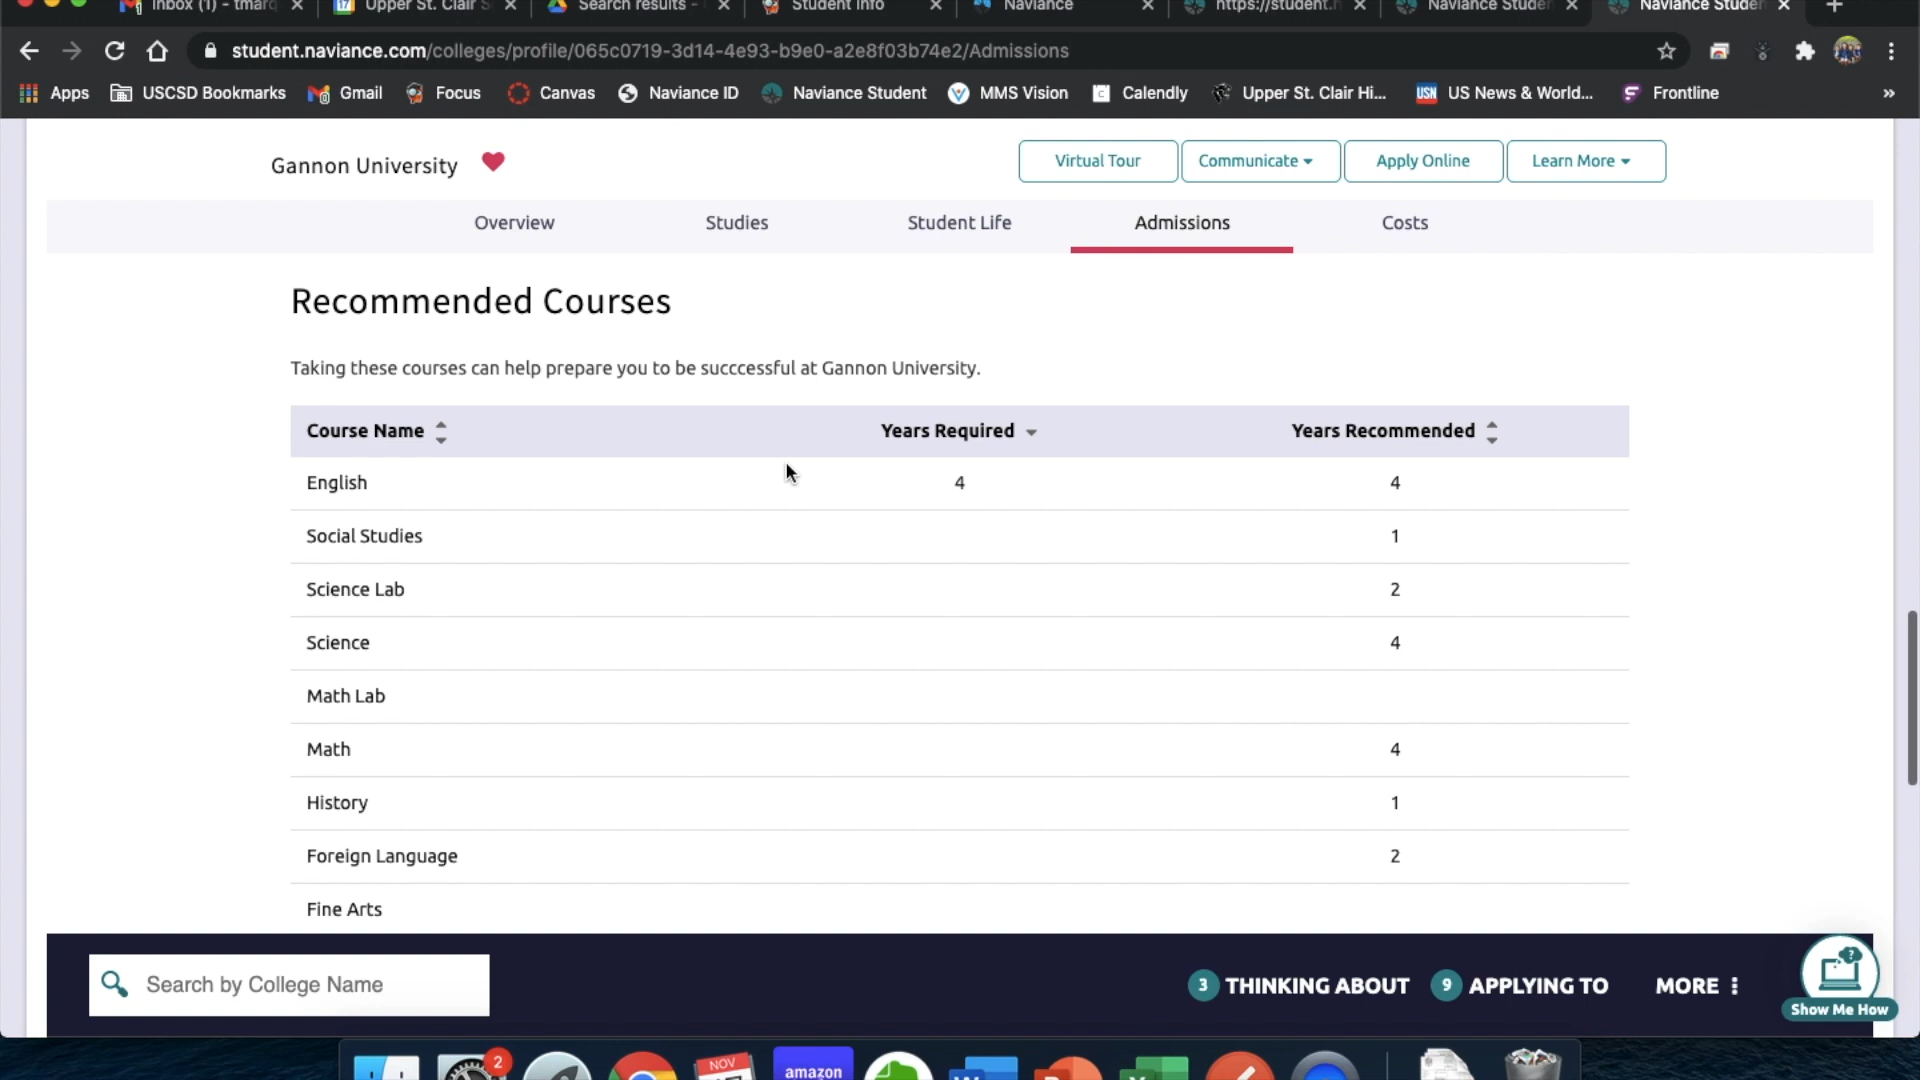 Inbox (1) - tmarq
Upper St. Clair S
Search results -
Student Info
Naviance
https://student.n
Naviance Studen
Naviance Studen
student.naviance.com/colleges/profile/065c0719-3d14-4e93-b9e0-a2e8f03b74e2/Admissions
Apps
USCSD Bookmarks
Gmail
Focus
Canvas
Naviance ID
Naviance Student
MMS Vision
Calendly
Upper St. Clair Hi...
USN
US News & World...
Frontline
»
Gannon University
Virtual Tour
Communicate
Apply Online
Learn More
Overview
Studies
Student Life
Admissions
Costs
Recommended Courses
Taking these courses can help prepare you to be succcessful at Gannon University.
Course Name Years Required Years Recommended
English 4 4
Social Studies 1
Science Lab 2
Science 4
Math Lab
Math 4
History 1
Foreign Language 2
Fine Arts
Search by College Name
3 THINKING ABOUT
9 APPLYING TO
MORE
Show Me How
2
NOV
amazon